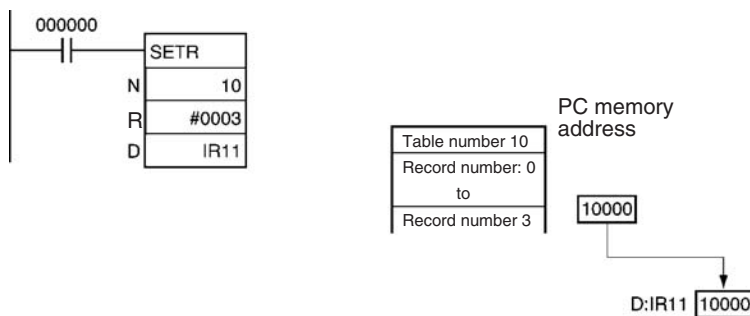 000000
SETR
N 10
R #0003
D IR11
PC memory
address
Table number 10
Record number: 0
to
Record number 3
10000
D:IR11 10000